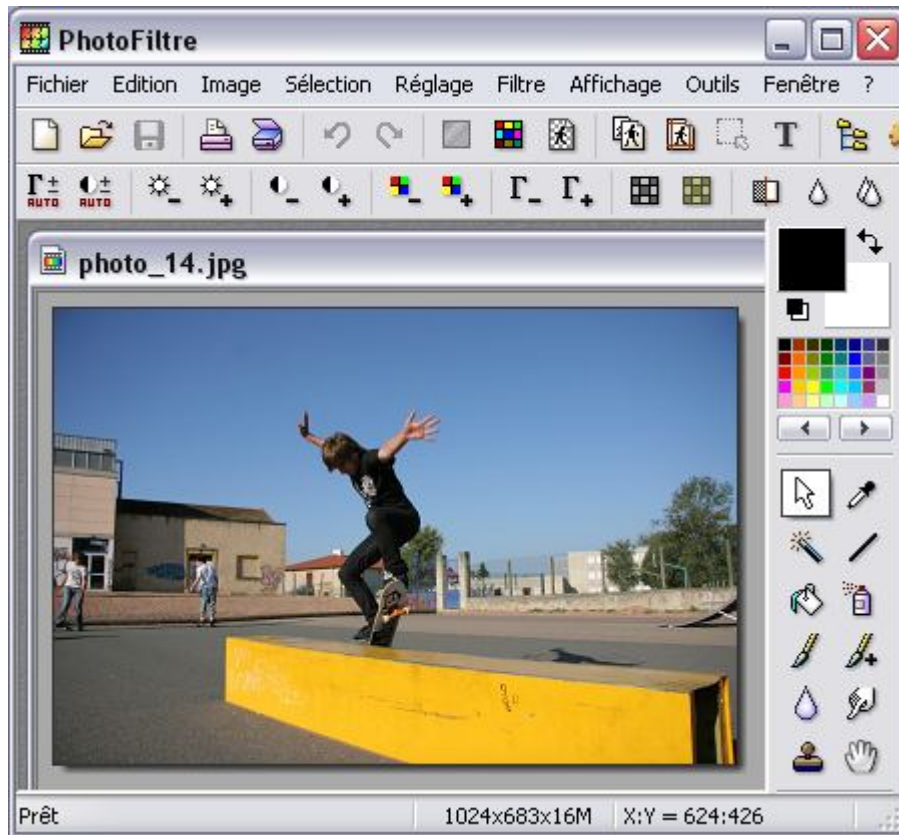 PhotoFiltre
Fichier Edition Image Sélection Réglage Filtre Affichage Outils Fenêtre ?
T
Γ± AUTO ± AUTO Γ- Γ+
photo_14.jpg
Prêt 1024x683x16M X:Y = 624:426